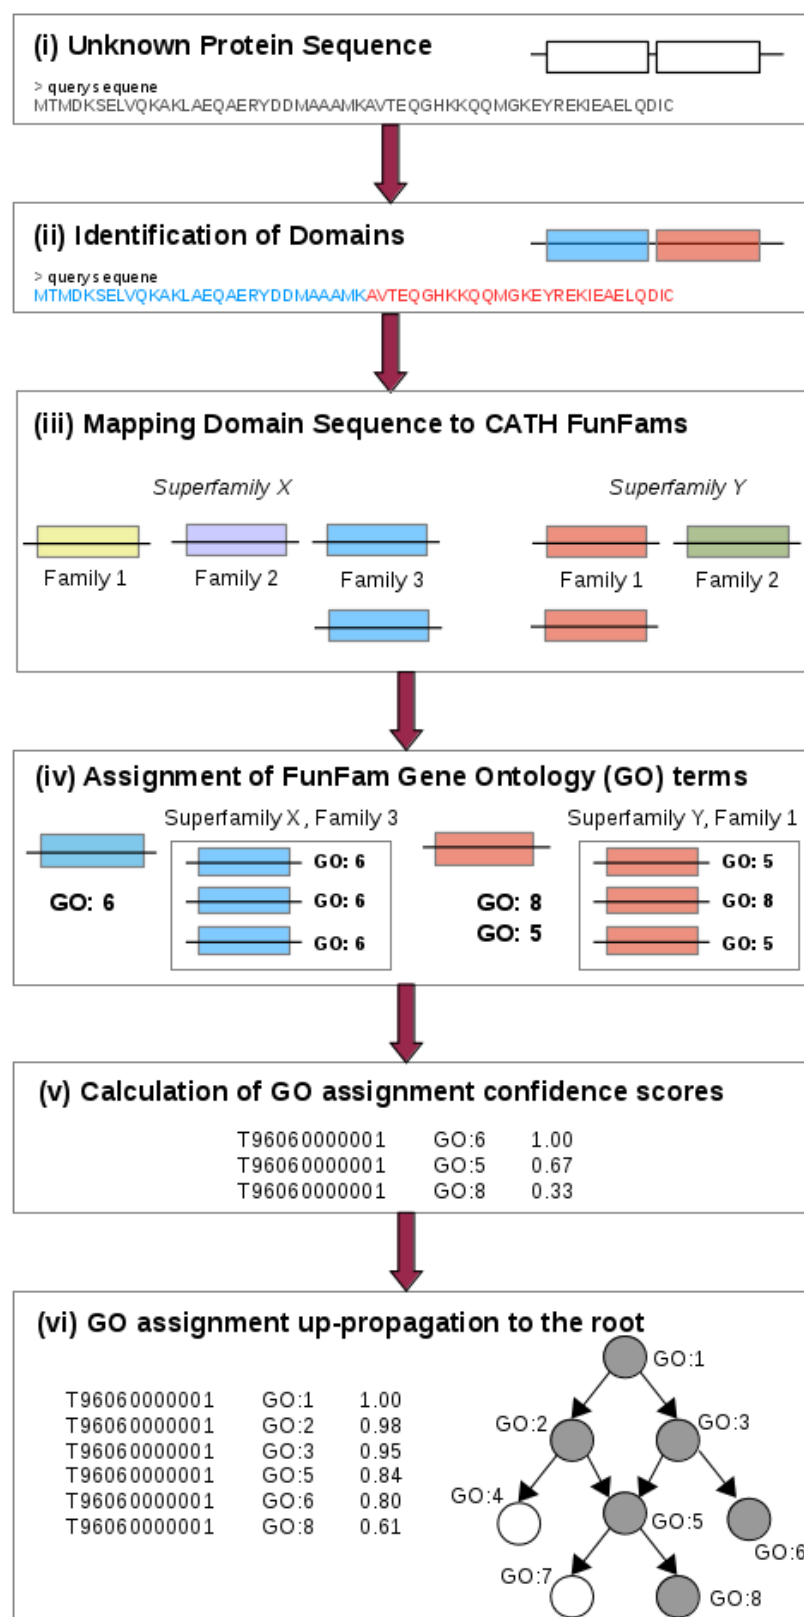 (i) Unknown Protein Sequence
> querysequene
MTMDKSELVQKAKLAEQAERYDDMAAAMKAVTEQGHKKQQMGKEYREKIEAELQDIC
(ii) Identification of Domains
> querysequene
MTMDKSELVQKAKLAEQAERYDDMAAAMKAVTEQGHKKQQMGKEYREKIEAELQDIC
(iii) Mapping Domain Sequence to CATH FunFams
Superfamily X
Superfamily Y
Family 1
Family 2
Family 3
Family 1
Family 2
(iv) Assignment of FunFam Gene Ontology (GO) terms
Superfamily X, Family 3
Superfamily Y, Family 1
GO: 6
GO: 6
GO: 6
GO: 6
GO: 8
GO: 5
GO: 5
GO: 8
GO: 5
(v) Calculation of GO assignment confidence scores
T96060000001 GO:6 1.00
T96060000001 GO:5 0.67
T96060000001 GO:8 0.33
(vi) GO assignment up-propagation to the root
T96060000001 GO:1 1.00
T96060000001 GO:2 0.98
T96060000001 GO:3 0.95
T96060000001 GO:5 0.84
T96060000001 GO:6 0.80
T96060000001 GO:8 0.61
GO:1
GO:2
GO:3
GO:4
GO:5
GO:6
GO:7
GO:8